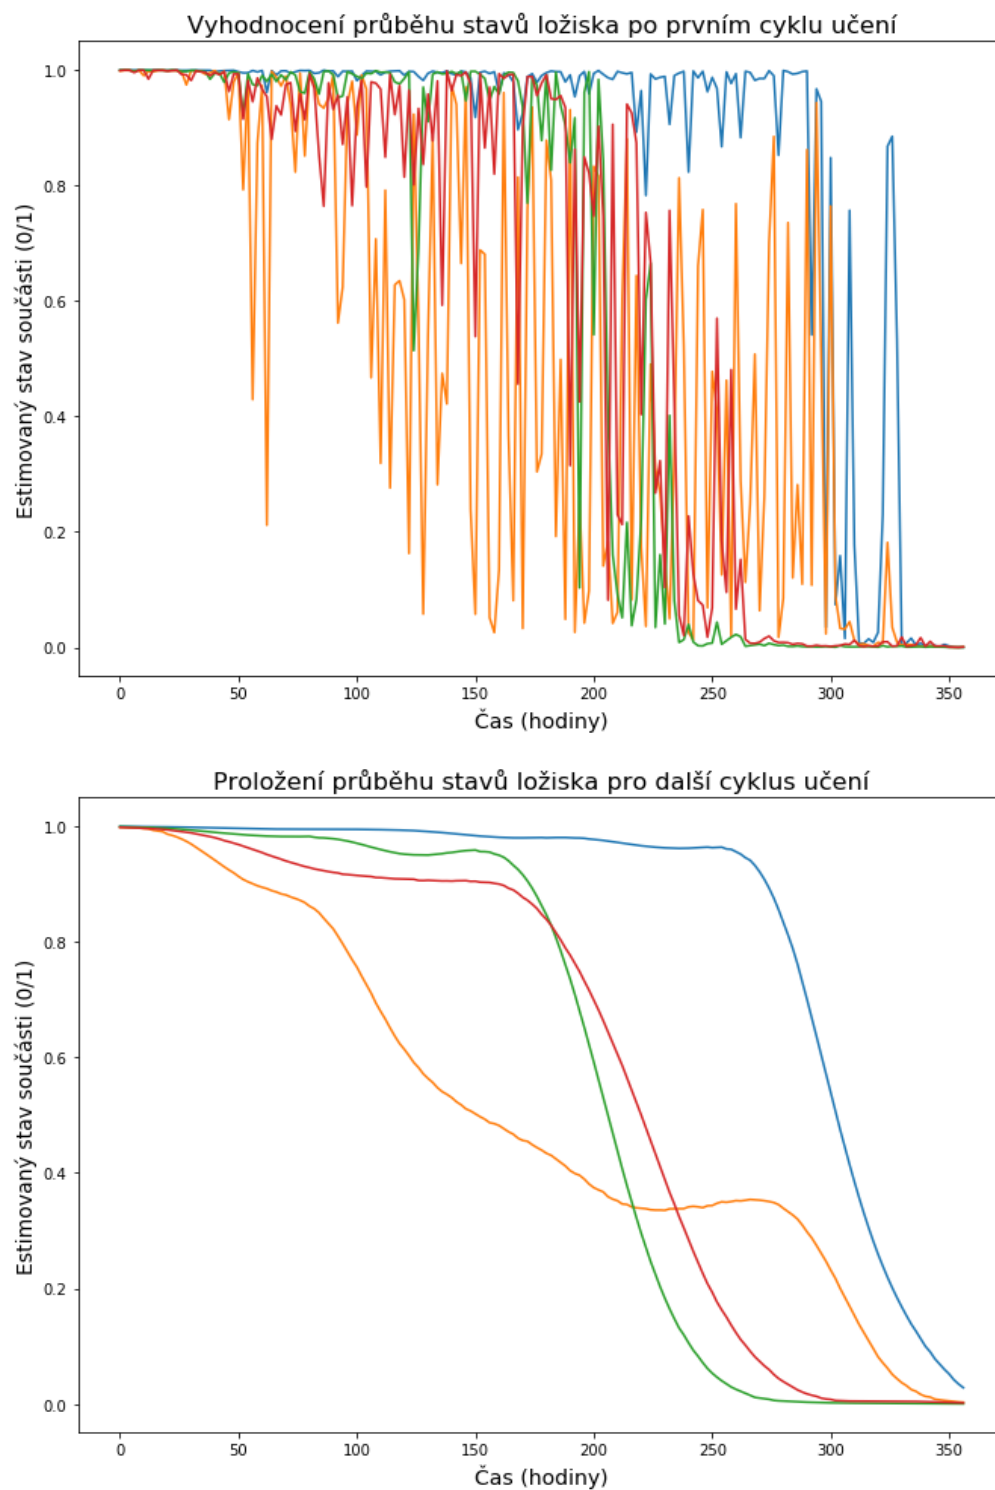 Vyhodnocení průběhu stavů ložiska po prvním cyklu učení
1.0
0.8
0.6
0.4
0.2
0.0
Estimovaný stav součásti (0/1)
0 50 100 150 200 250 300 350
Čas (hodiny)
Proložení průběhu stavů ložiska pro další cyklus učení
1.0
0.8
0.6
0.4
0.2
0.0
Estimovaný stav součásti (0/1)
0 50 100 150 200 250 300 350
Čas (hodiny)